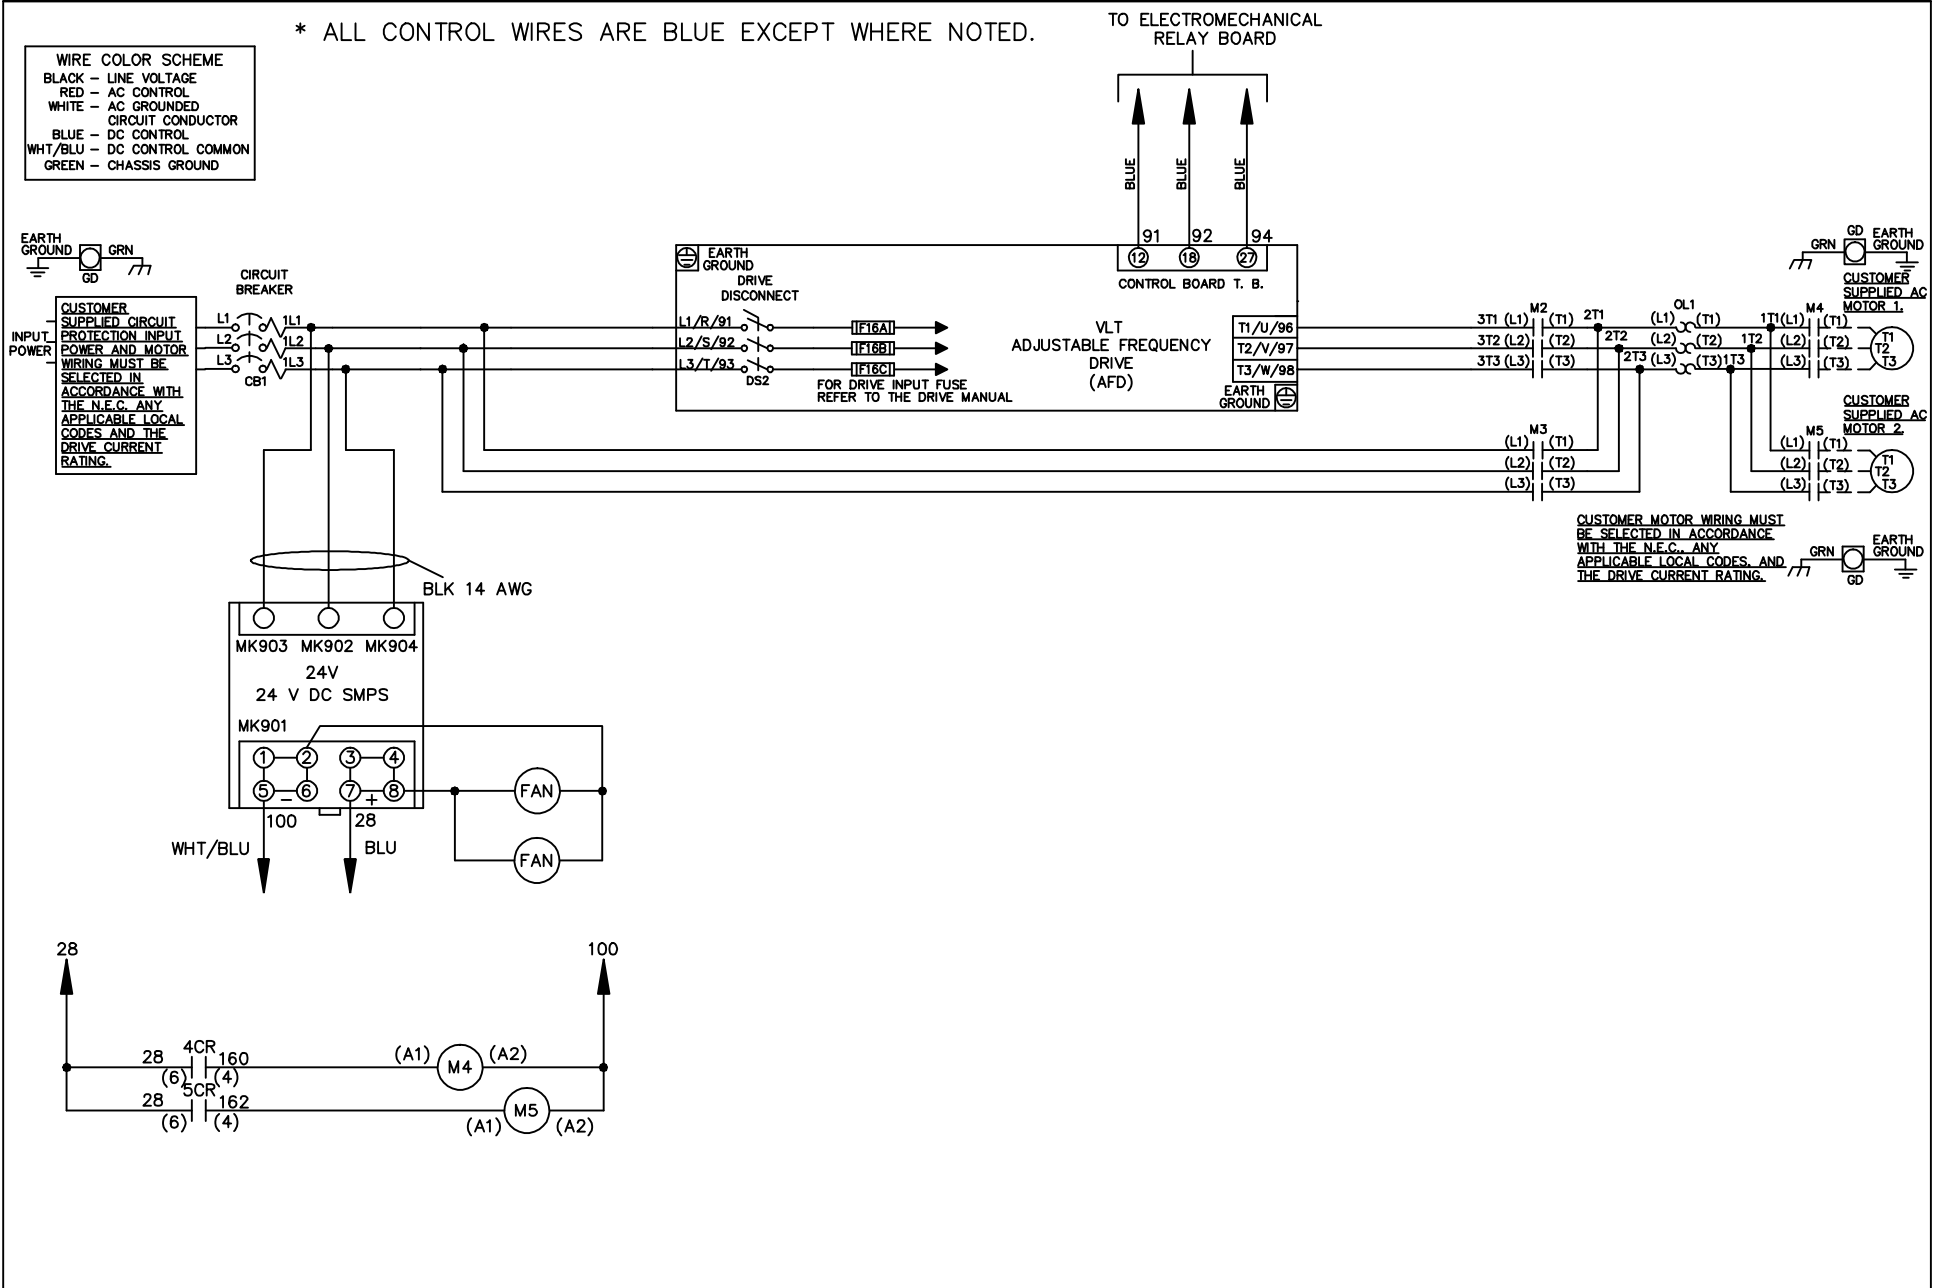 * ALL CONTROL WIRES ARE BLUE EXCEPT WHERE NOTED.
TO ELECTROMECHANICAL
RELAY BOARD
WIRE COLOR SCHEME
BLACK – LINE VOLTAGE
RED – AC CONTROL
WHITE – AC GROUNDED
CIRCUIT CONDUCTOR
BLUE – DC CONTROL
WHT/BLU – DC CONTROL COMMON
GREEN – CHASSIS GROUND
BLUE
BLUE
BLUE
91
92
94
12
18
27
CONTROL BOARD T. B.
EARTH
GROUND
GRN
GD
INPUT
POWER
CUSTOMER
SUPPLIED CIRCUIT
PROTECTION INPUT
POWER AND MOTOR
WIRING MUST BE
SELECTED IN
ACCORDANCE WITH
THE N.E.C. ANY
APPLICABLE LOCAL
CODES AND THE
DRIVE CURRENT
RATING.
CIRCUIT
BREAKER
L1
1L1
L2
1L2
L3
1L3
CB1
EARTH
GROUND
DRIVE
DISCONNECT
L1/R/91
L2/S/92
L3/T/93
DS2
F16A
F16B
F16C
FOR DRIVE INPUT FUSE
REFER TO THE DRIVE MANUAL
VLT
ADJUSTABLE FREQUENCY
DRIVE
(AFD)
T1/U/96
T2/V/97
T3/W/98
EARTH
GROUND
M2
3T1 (L1) (T1) 2T1
3T2 (L2) (T2) 2T2
3T3 (L3) (T3) 2T3
OL1
(L1) (T1) 1T1
(L2) (T2) 1T2
(L3) (T3) 1T3
M4
(L1) (T1)
(L2) (T2)
(L3) (T3)
T1
T2
T3
GRN
GD
EARTH
GROUND
CUSTOMER
SUPPLIED AC
MOTOR 1.
M3
(L1) (T1)
(L2) (T2)
(L3) (T3)
CUSTOMER
SUPPLIED AC
MOTOR 2.
M5
(L1) (T1)
(L2) (T2)
(L3) (T3)
T1
T2
T3
CUSTOMER MOTOR WIRING MUST
BE SELECTED IN ACCORDANCE
WITH THE N.E.C., ANY
APPLICABLE LOCAL CODES, AND
THE DRIVE CURRENT RATING.
GRN
GD
EARTH
GROUND
BLK 14 AWG
MK903 MK902 MK904
24V
24 V DC SMPS
MK901
1 2 3 4
5 – 6 7 + 8
100
28
WHT/BLU
BLU
FAN
FAN
28
100
28 4CR 160
(6) (4)
(A1) M4 (A2)
28 5CR 162
(6) (4)
(A1) M5 (A2)